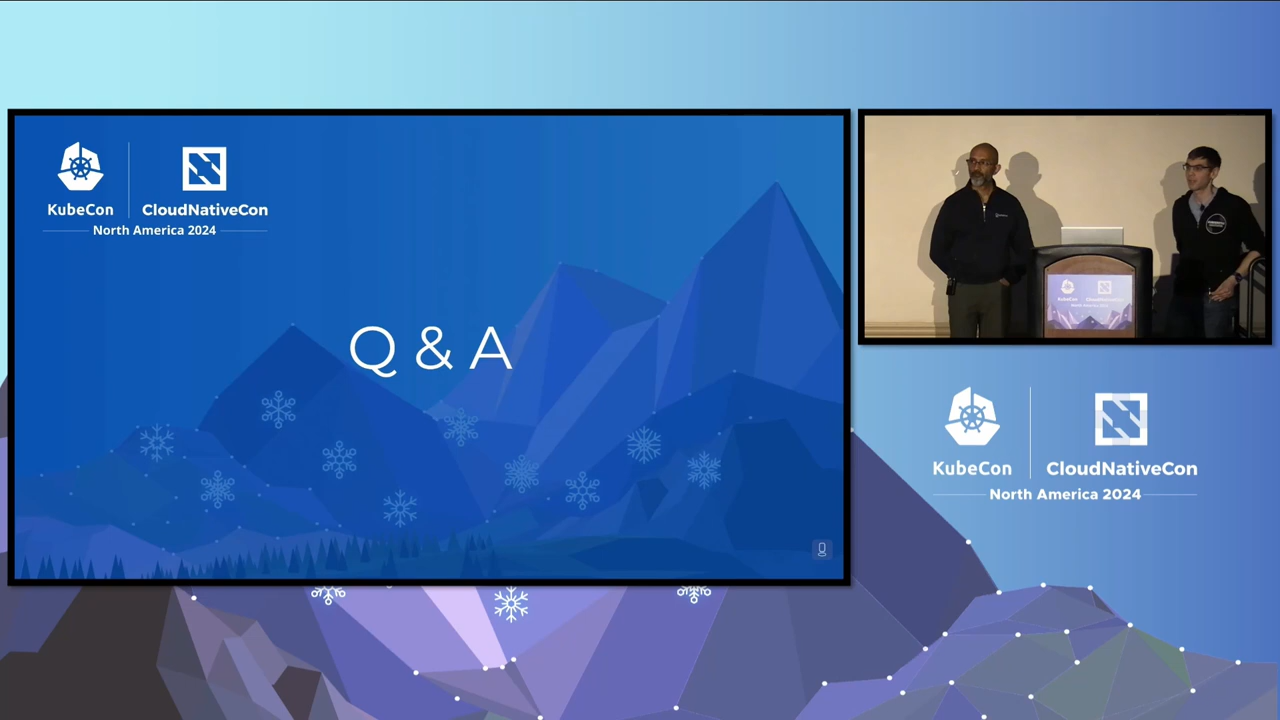 KubeCon
CloudNativeCon
North America 2024
Q & A
KubeCon
CloudNativeCon
North America 2024